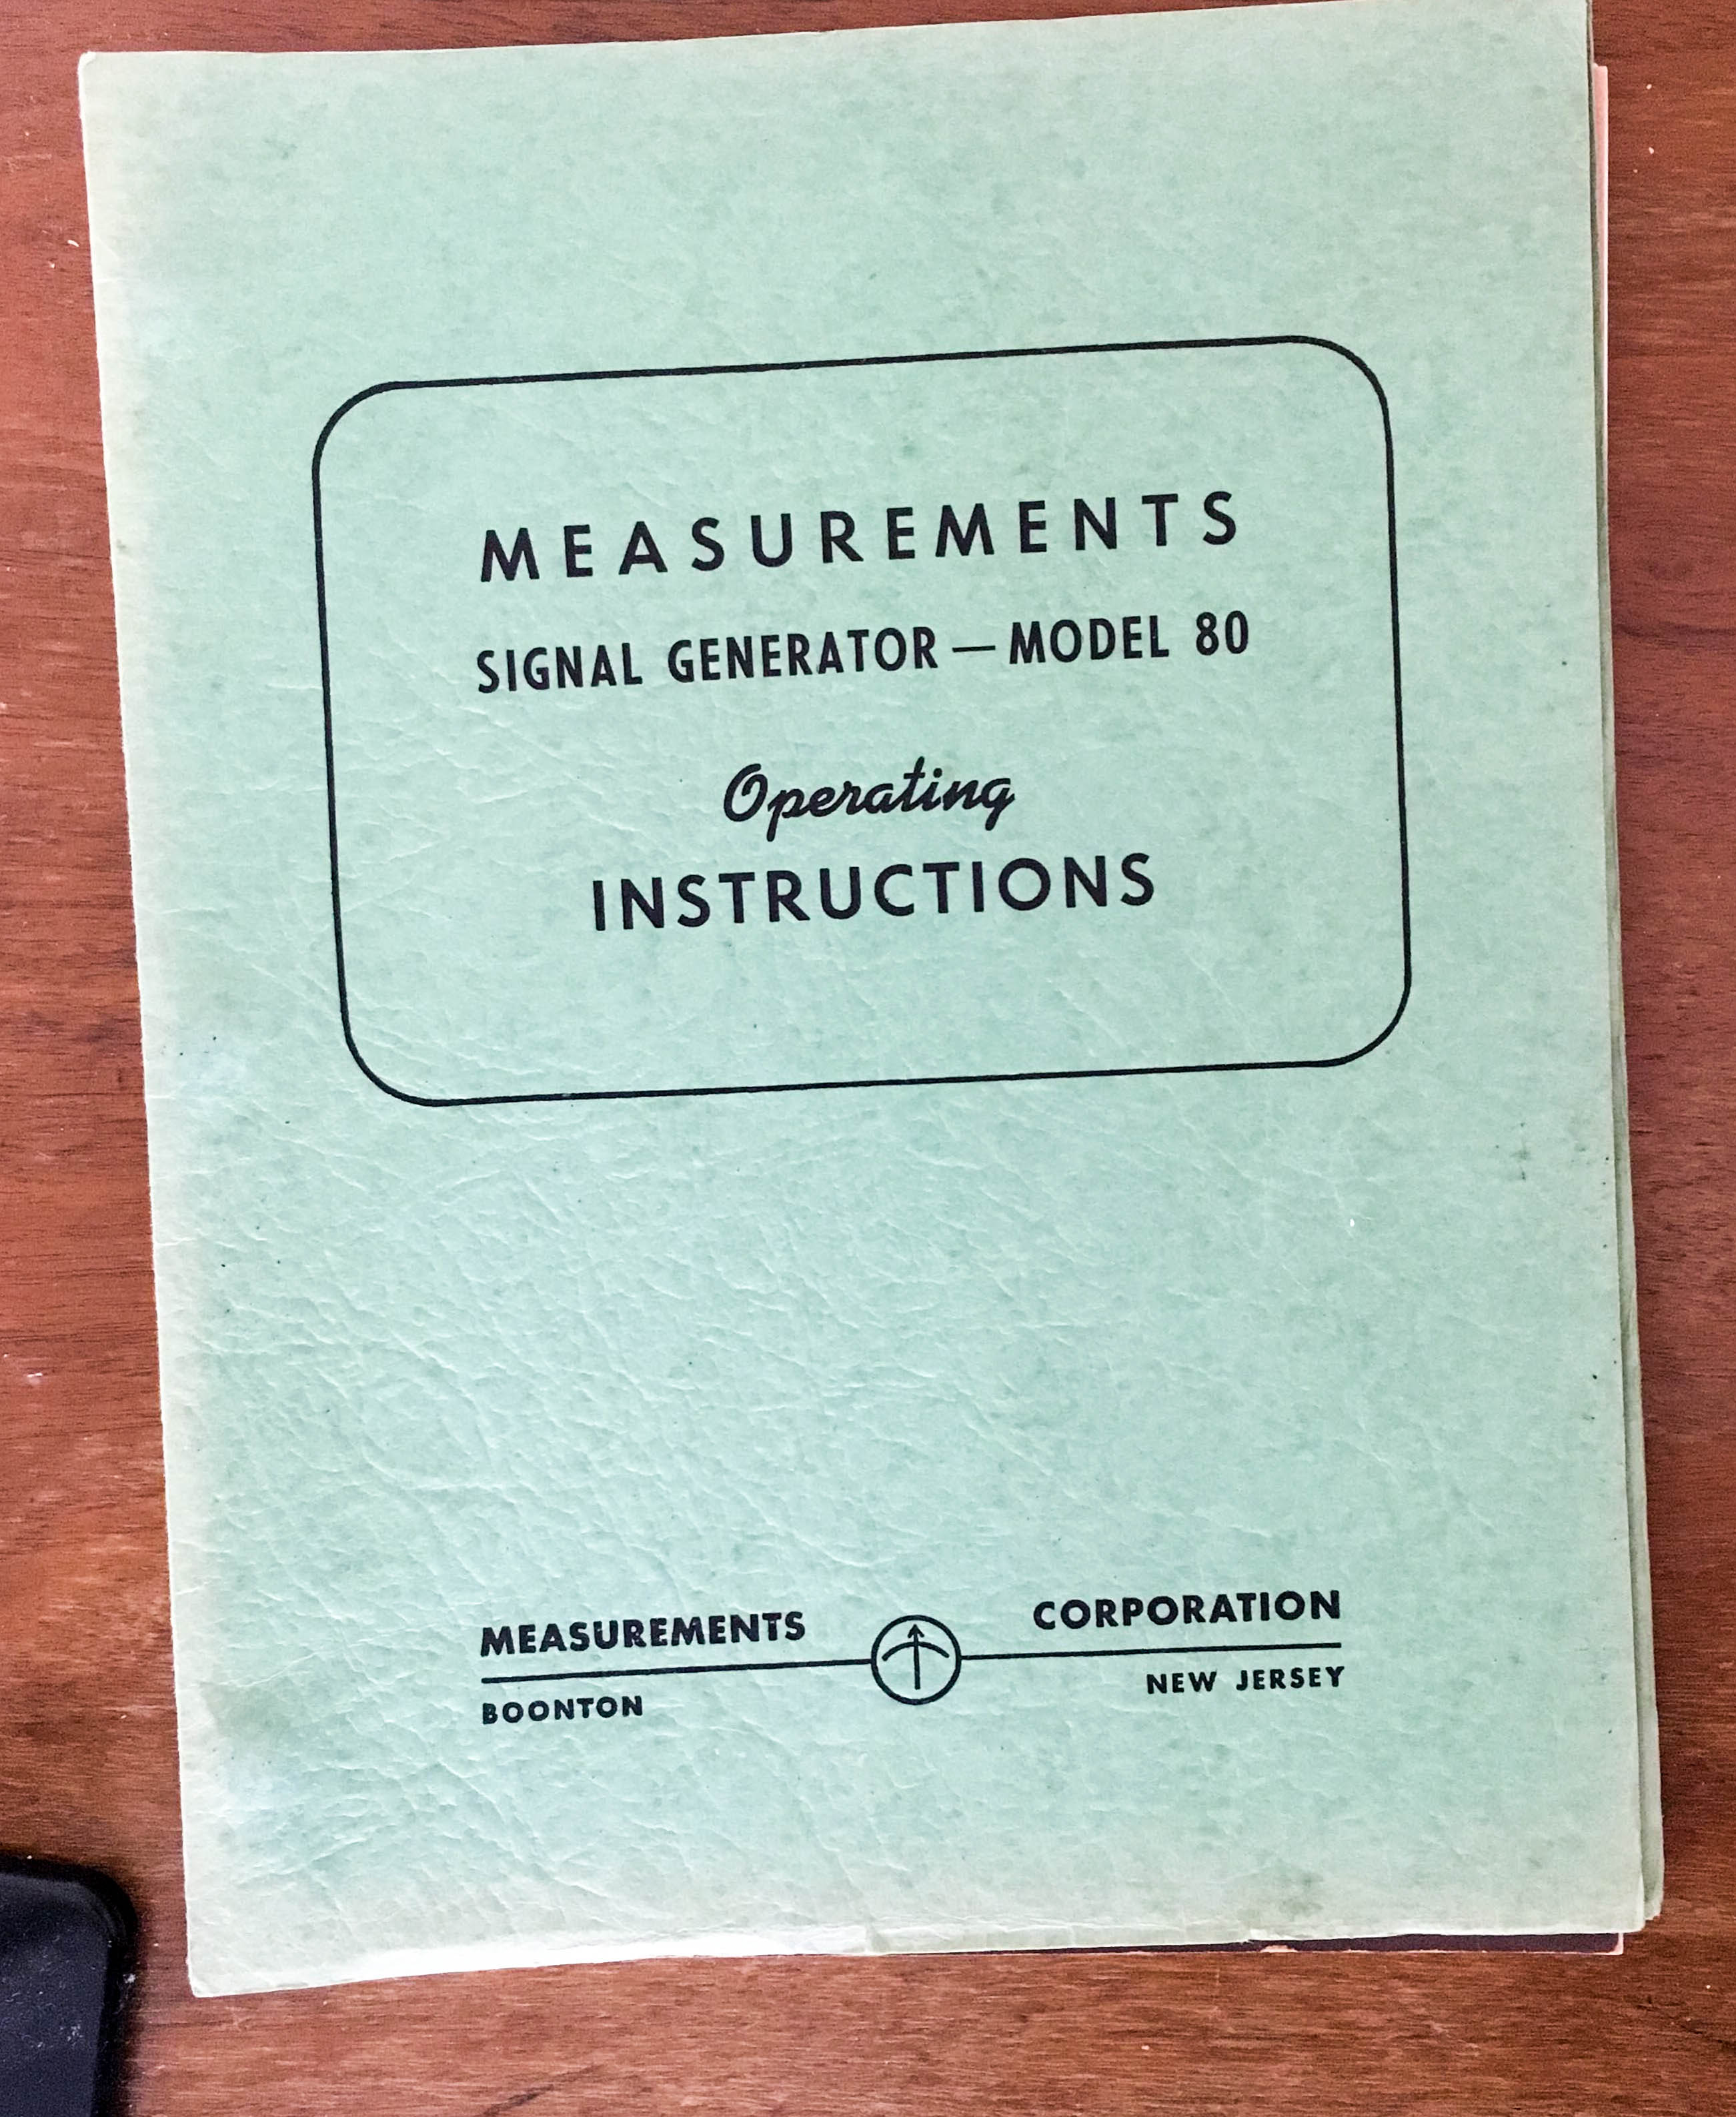 MEASUREMENTS
SIGNAL GENERATOR — MODEL 80
Operating
INSTRUCTIONS
MEASUREMENTS CORPORATION
BOONTON NEW JERSEY